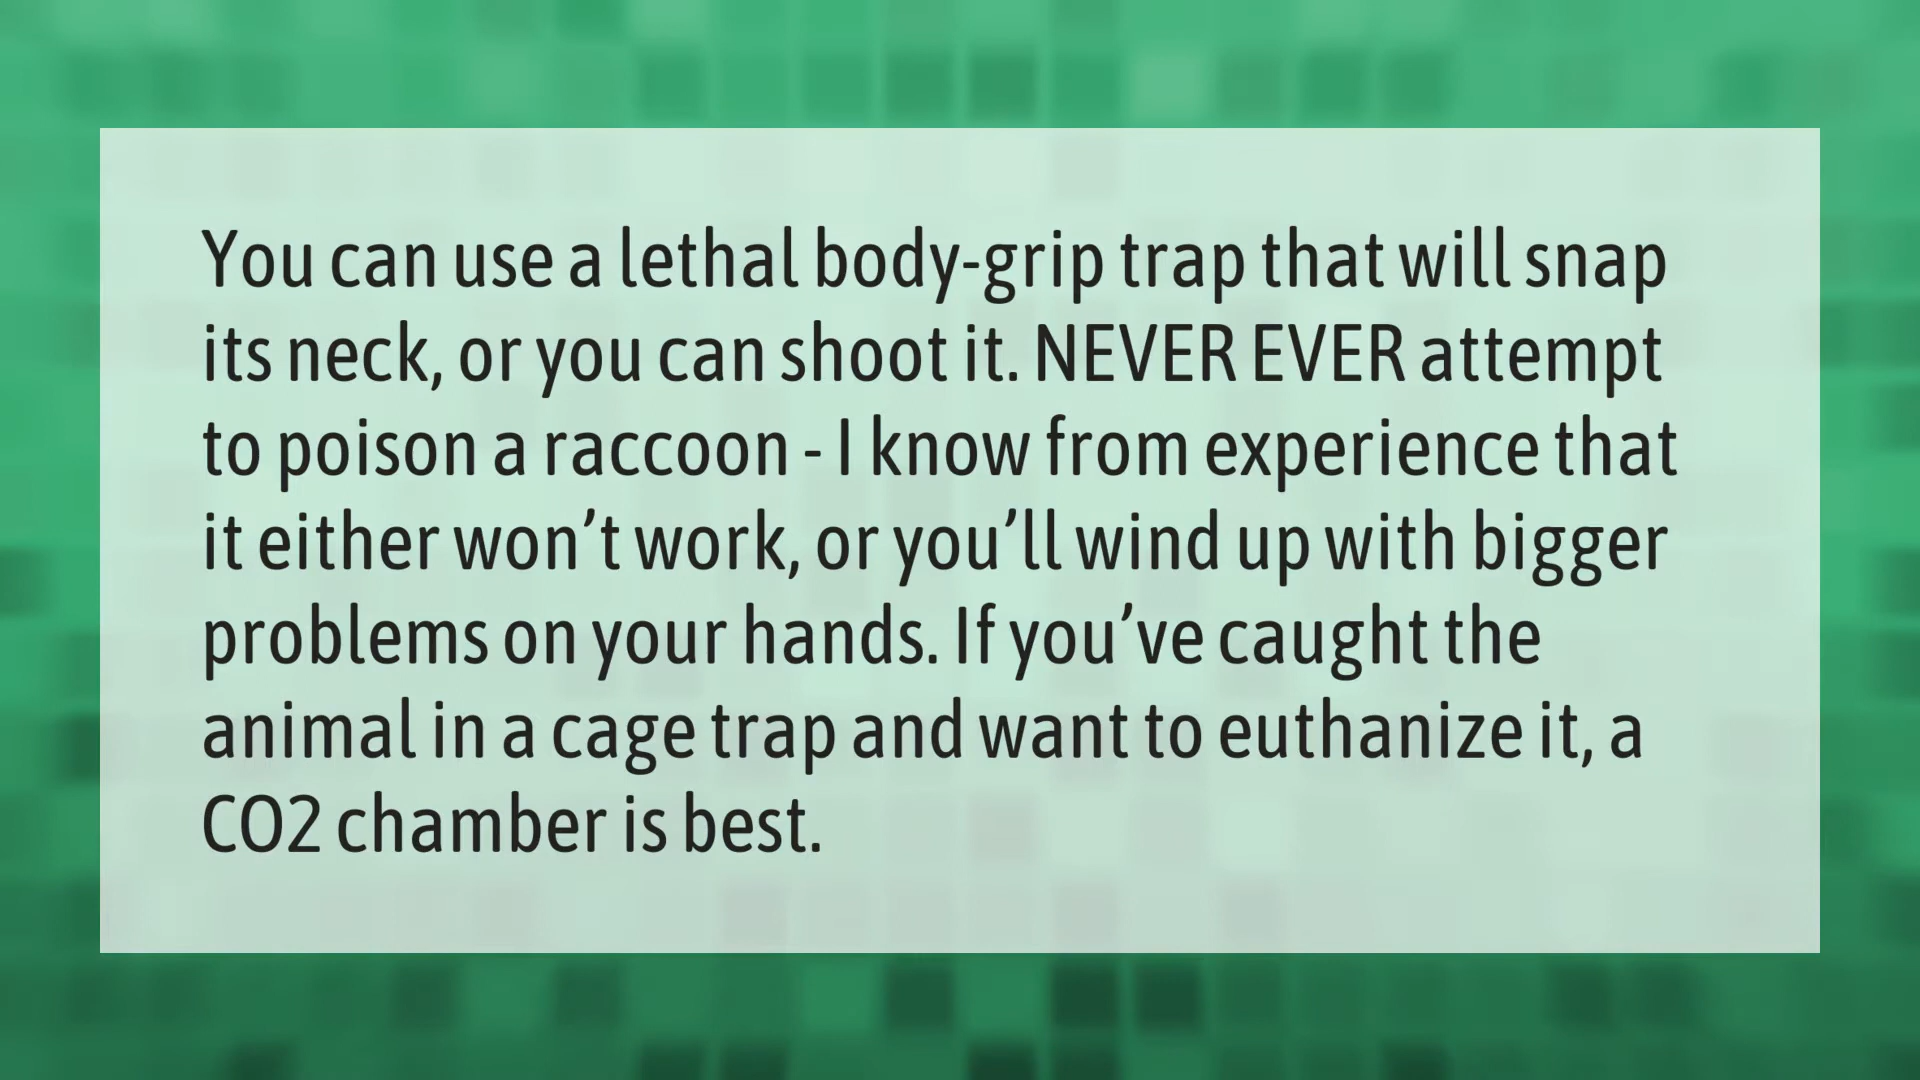 You can use a lethal body-grip trap that will snap
its neck, or you can shoot it. NEVER EVER attempt
to poison a raccoon - I know from experience that
it either won’t work, or you’ll wind up with bigger
problems on your hands. If you’ve caught the
animal in a cage trap and want to euthanize it, a
CO2 chamber is best.